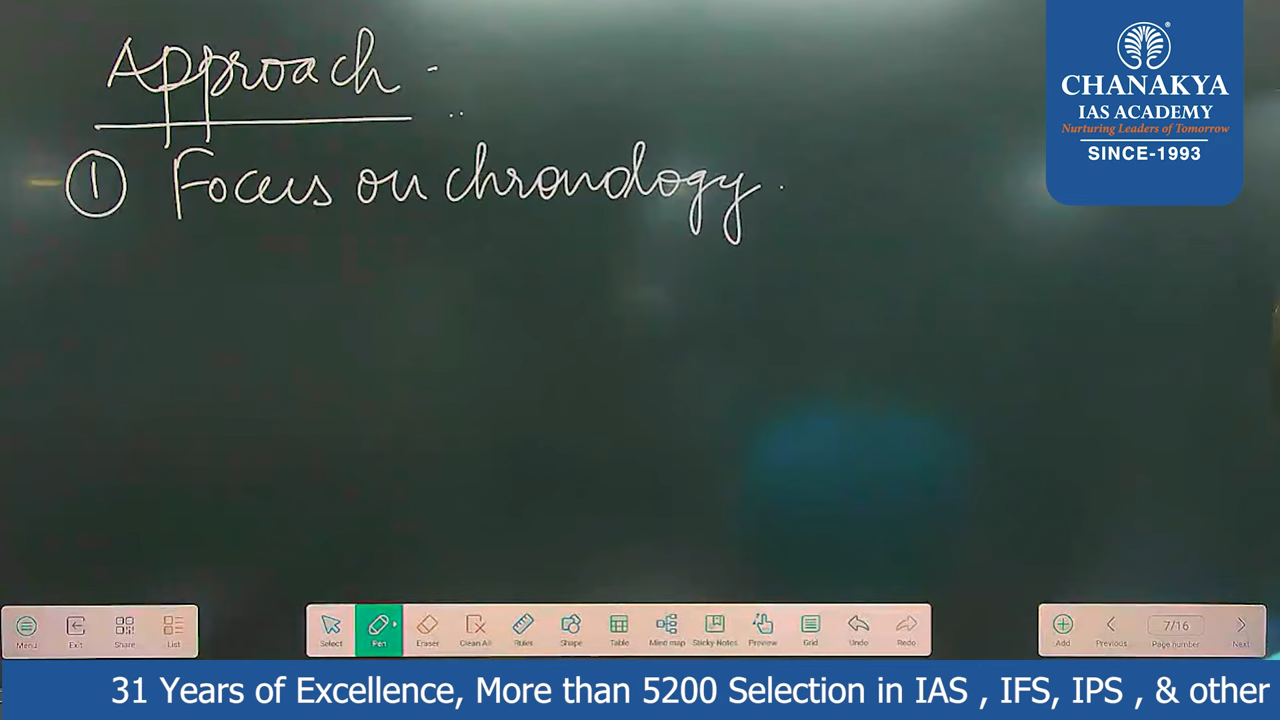 Approach -
CHANAKYA
IAS ACADEMY
Nurturing Leaders of Tomorrow
SINCE-1993
① Focus on chronology.
Menu
Exit
Share
List
Select
Pen
Eraser
Clean All
Ruler
Shape
Table
Mind map
Sticky Notes
Preview
Grid
Undo
Redo
Add
Previous
7/16
Page number
Next
31 Years of Excellence, More than 5200 Selection in IAS , IFS, IPS , & other